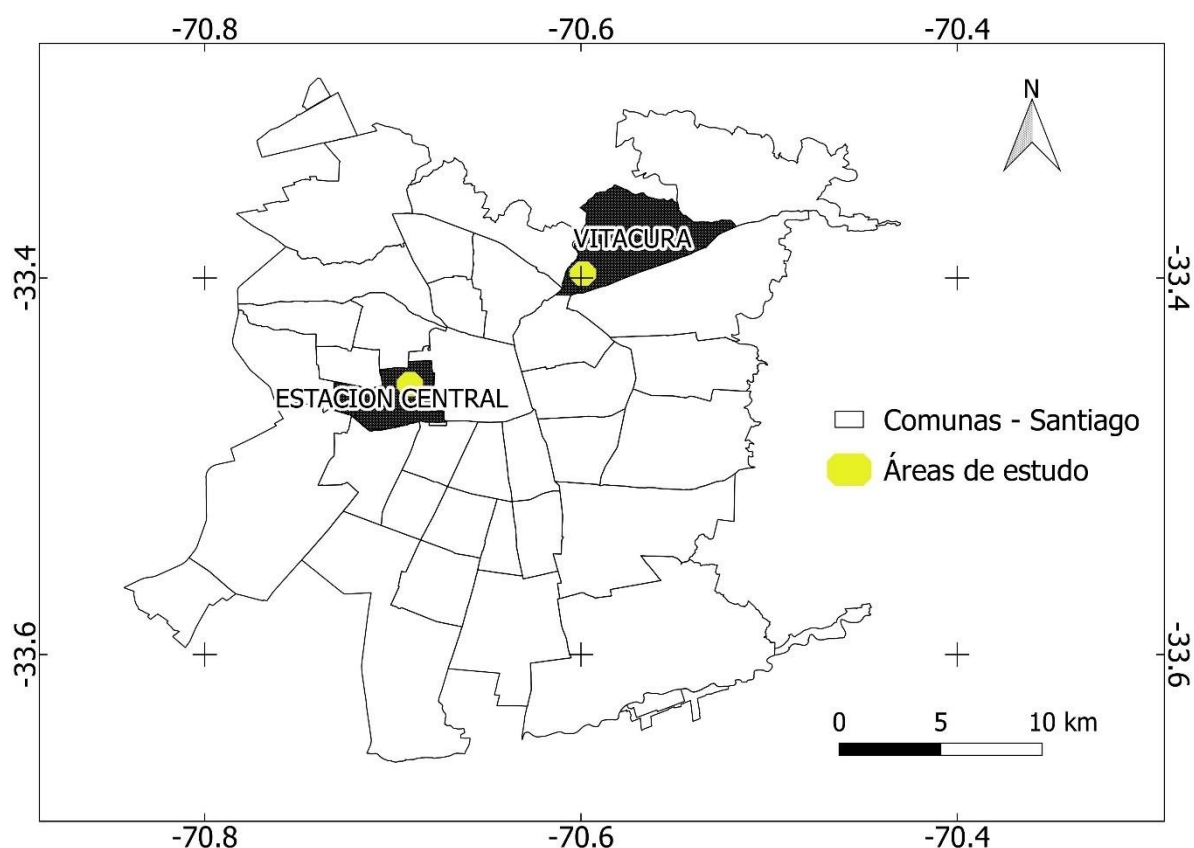 -70.8
-70.6
-70.4
N
VITACURA
-33.4
-33.4
ESTACION CENTRAL
Comunas - Santiago
Áreas de estudo
-33.6
-33.6
0 5 10 km
-70.8
-70.6
-70.4